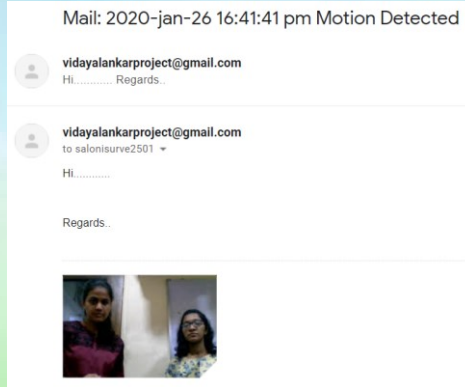 Mail: 2020-jan-26 16:41:41 pm Motion Detected
vidayalankarproject@gmail.com
Hi............ Regards..
vidayalankarproject@gmail.com
to salonisurve2501
Hi............
Regards..